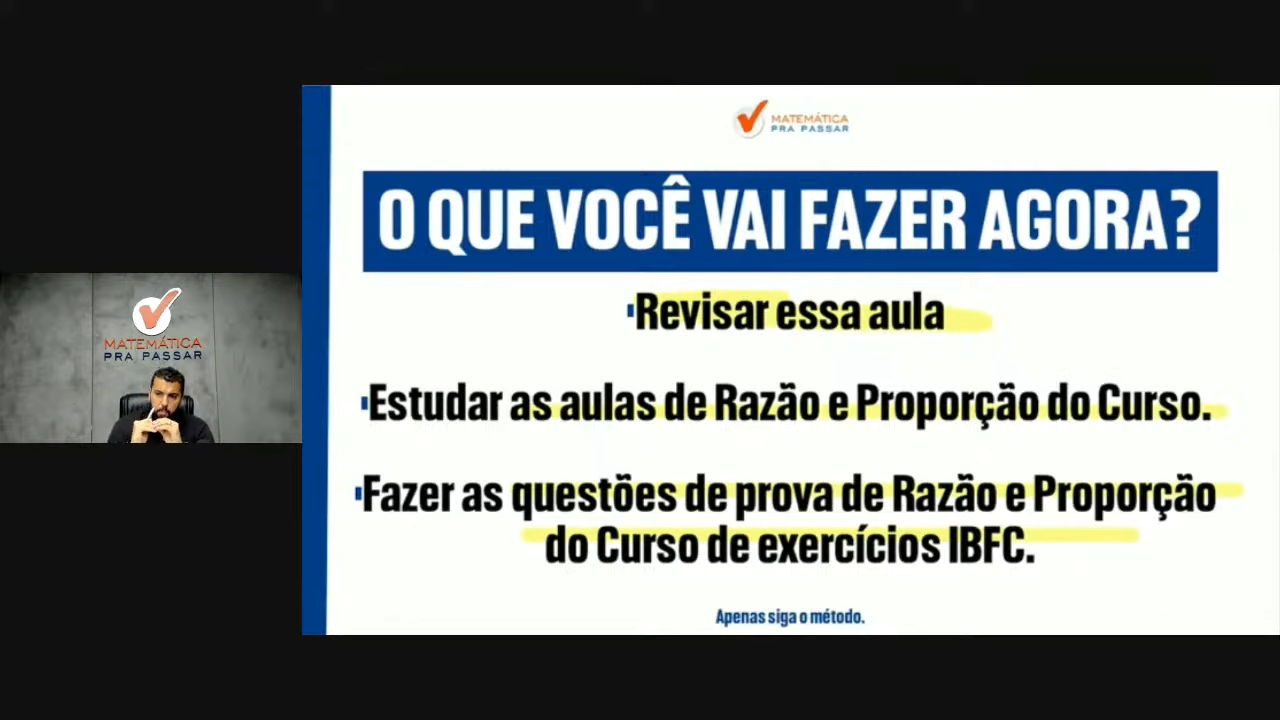 MATEMÁTICA
PRA PASSAR
O QUE VOCÊ VAI FAZER AGORA?
Revisar essa aula
Estudar as aulas de Razão e Proporção do Curso.
Fazer as questões de prova de Razão e Proporção
do Curso de exercícios IBFC.
Apenas siga o método.
MATEMÁTICA
PRA PASSAR